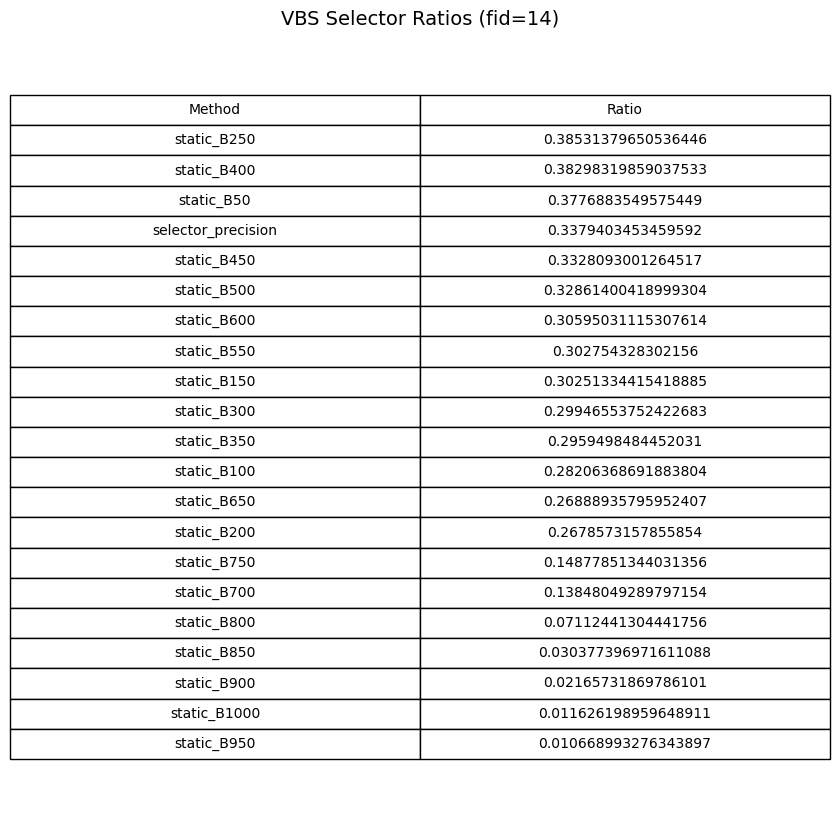 VBS Selector Ratios (fid=14)
Method Ratio
static_B250 0.38531379650536446
static_B400 0.38298319859037533
static_B50 0.3776883549575449
selector_precision 0.3379403453459592
static_B450 0.3328093001264517
static_B500 0.32861400418999304
static_B600 0.30595031115307614
static_B550 0.302754328302156
static_B150 0.30251334415418885
static_B300 0.29946553752422683
static_B350 0.2959498484452031
static_B100 0.28206368691883804
static_B650 0.26888935795952407
static_B200 0.2678573157855854
static_B750 0.14877851344031356
static_B700 0.13848049289797154
static_B800 0.07112441304441756
static_B850 0.030377396971611088
static_B900 0.02165731869786101
static_B1000 0.011626198959648911
static_B950 0.010668993276343897